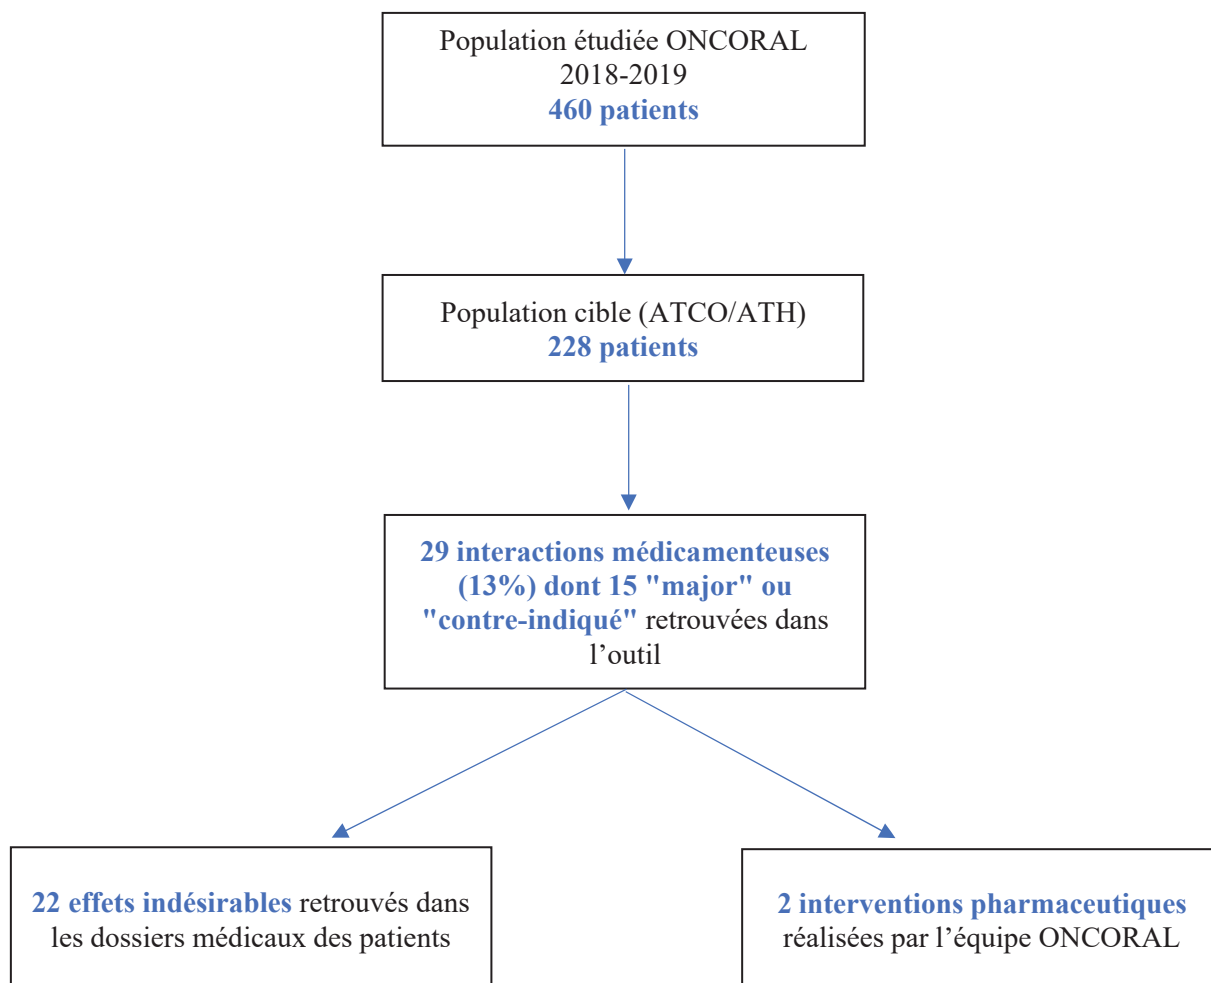 Population étudiée ONCORAL
2018-2019
460 patients
Population cible (ATCO/ATH)
228 patients
29 interactions médicamenteuses
(13%) dont 15 "major" ou
"contre-indiqué" retrouvées dans
l’outil
22 effets indésirables retrouvés dans
les dossiers médicaux des patients
2 interventions pharmaceutiques
réalisées par l’équipe ONCORAL